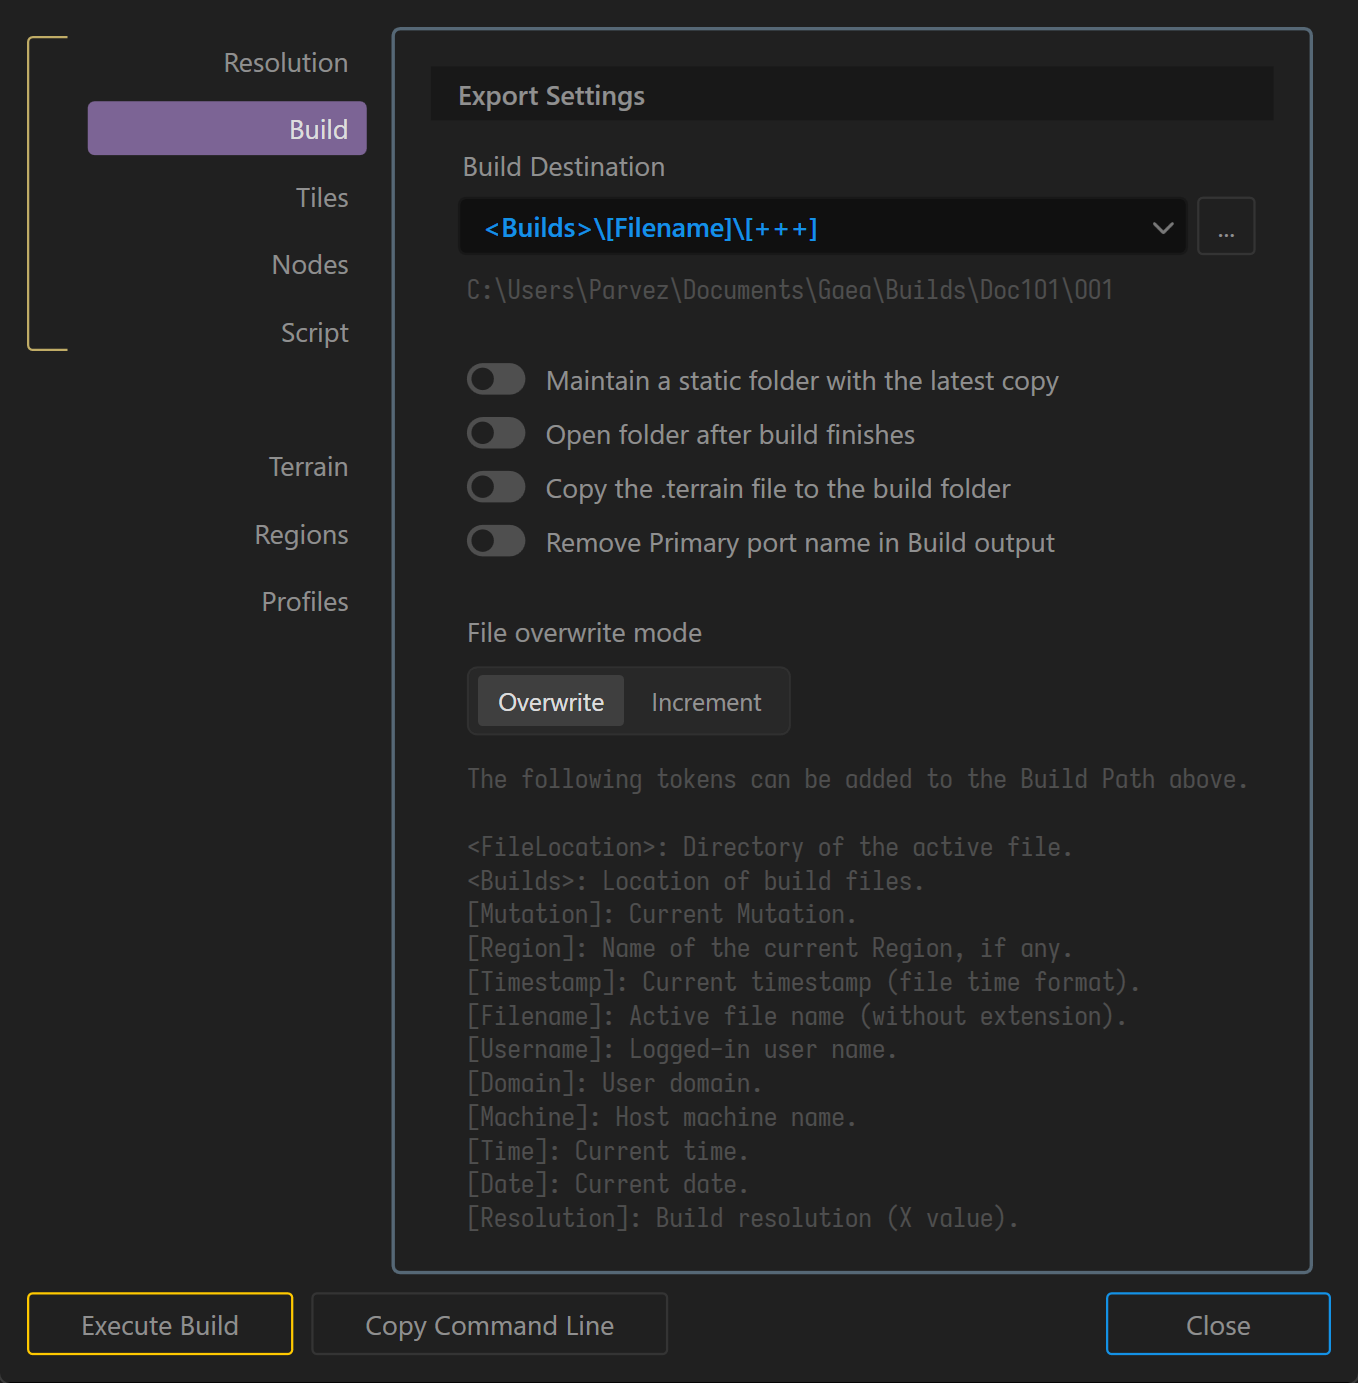 Resolution
Build
Tiles
Nodes
Script
Terrain
Regions
Profiles
Export Settings
Build Destination
<Builds>\[Filename]\[+++]
...
C:\Users\Parvez\Documents\Gaea\Builds\Doc101\001
Maintain a static folder with the latest copy
Open folder after build finishes
Copy the .terrain file to the build folder
Remove Primary port name in Build output
File overwrite mode
Overwrite Increment
The following tokens can be added to the Build Path above.
<FileLocation>: Directory of the active file.
<Builds>: Location of build files.
[Mutation]: Current Mutation.
[Region]: Name of the current Region, if any.
[Timestamp]: Current timestamp (file time format).
[Filename]: Active file name (without extension).
[Username]: Logged-in user name.
[Domain]: User domain.
[Machine]: Host machine name.
[Time]: Current time.
[Date]: Current date.
[Resolution]: Build resolution (X value).
Execute Build Copy Command Line Close